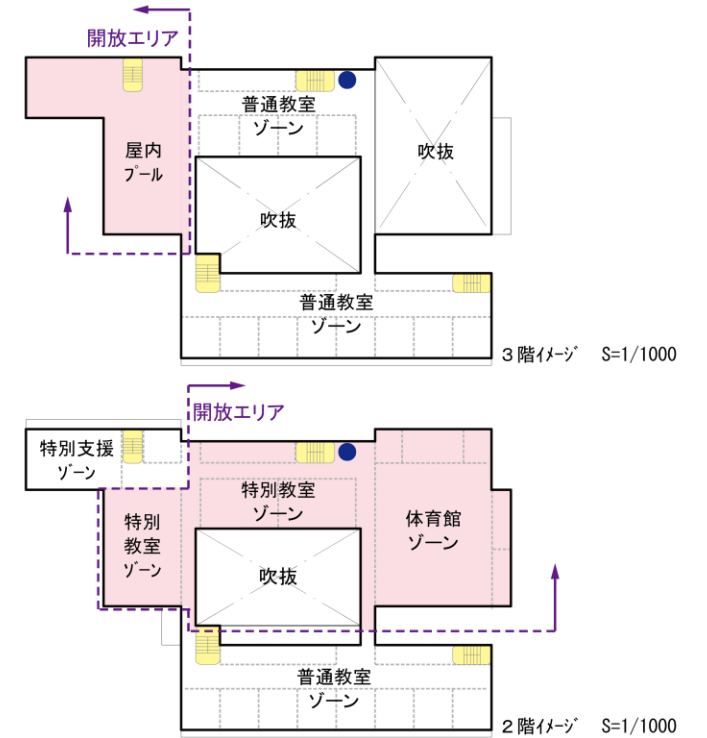 開放エリア
普通教室
ゾーン
屋内
プール
吹抜
吹抜
普通教室
ゾーン
3階イメージ S=1/1000
開放エリア
特別支援
ゾーン
特別教室
ゾーン
特別
教室
ゾーン
体育館
ゾーン
吹抜
普通教室
ゾーン
2階イメージ S=1/1000